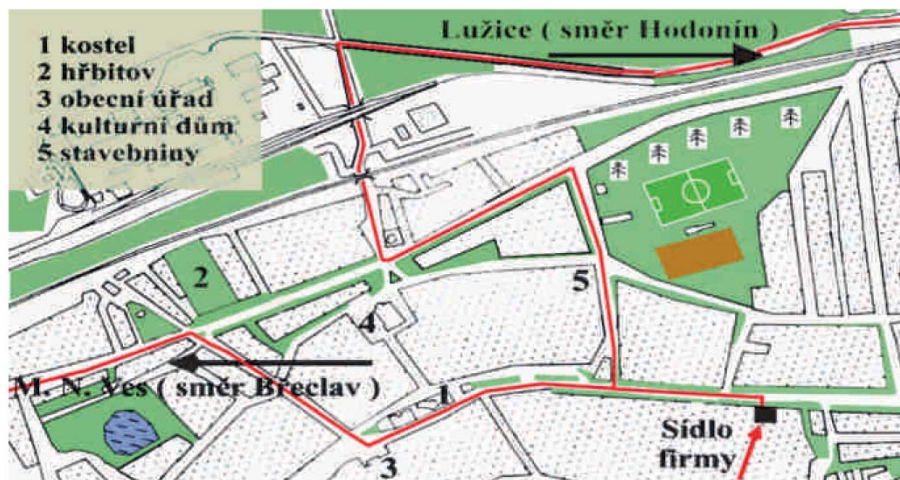 1 kostel
2 hřbitov
3 obecní úřad
4 kulturní dům
5 stavebniny
Lužice ( směr Hodonín )
2
5
4
M. N. Ves ( směr Břeclav )
1
3
Sídlo
firmy